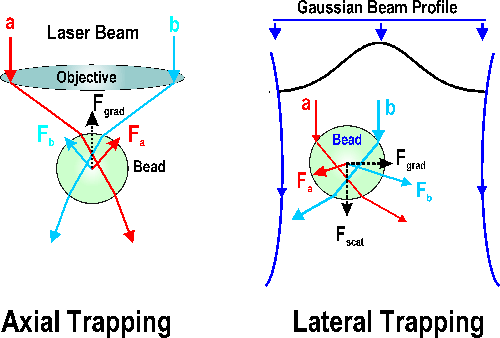 Gaussian Beam Profile
a Laser Beam b
Objective
Fgrad
Fb Fa
Bead
a b
Bead
Fgrad
Fa
Fb
Fscat
Axial Trapping Lateral Trapping